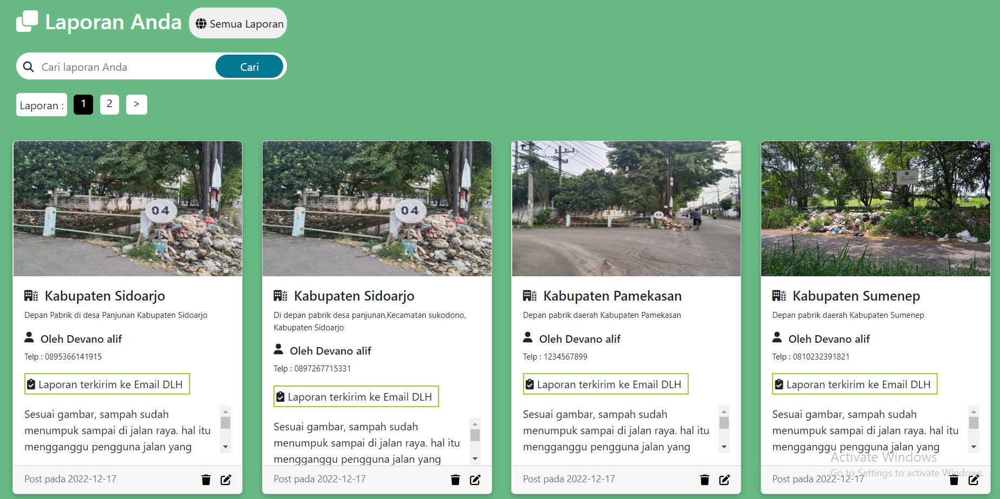 Laporan Anda
Semua Laporan
Cari laporan Anda
Cari
Laporan :
1
2
>
04
Kabupaten Sidoarjo
Depan Pabrik di desa Panjunan Kabupaten Sidoarjo
Oleh Devano alif
Telp : 0895366141915
Laporan terkirim ke Email DLH
Sesuai gambar, sampah sudah
menumpuk sampai di jalan raya. hal itu
mengganggu pengguna jalan yang
Post pada 2022-12-17
04
Kabupaten Sidoarjo
Di depan pabrik desa panjunan,Kecamatan sukodono,
Kabupaten Sidoarjo
Oleh Devano alif
Telp : 0897267715331
Laporan terkirim ke Email DLH
Sesuai gambar, sampah sudah
menumpuk sampai di jalan raya. hal itu
mengganggu pengguna jalan yang
Post pada 2022-12-17
04
Kabupaten Pamekasan
Depan pabrik daerah Kabupaten Pamekasan
Oleh Devano alif
Telp : 1234567899
Laporan terkirim ke Email DLH
Sesuai gambar, sampah sudah
menumpuk sampai di jalan raya. hal itu
mengganggu pengguna jalan yang
Post pada 2022-12-17
Kabupaten Sumenep
Depan pabrik daerah Kabupaten Sumenep
Oleh Devano alif
Telp : 0810232391821
Laporan terkirim ke Email DLH
Sesuai gambar, sampah sudah
menumpuk sampai di jalan raya. hal itu
mengganggu pengguna jalan yang
Post pada 2022-12-17
Activate Windows
Go to Settings to activate Windows.